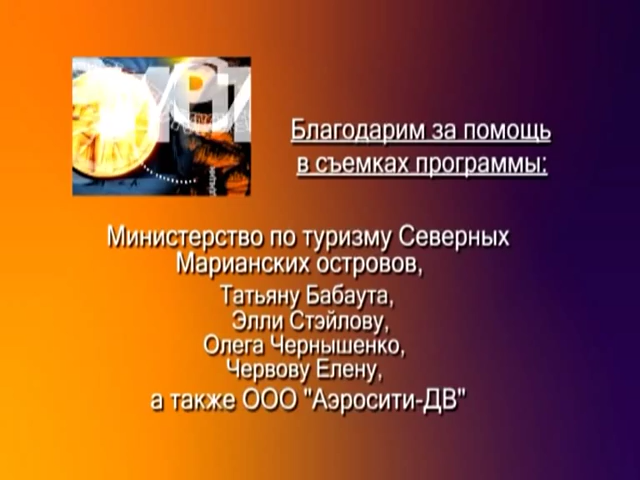 Благодарим за помощь
в съемках программы:
Министерство по туризму Северных
Марианских островов,
Татьяну Бабаута,
Элли Стэйлову,
Олега Чернышенко,
Червову Елену,
а также ООО "Аэросити-ДВ"